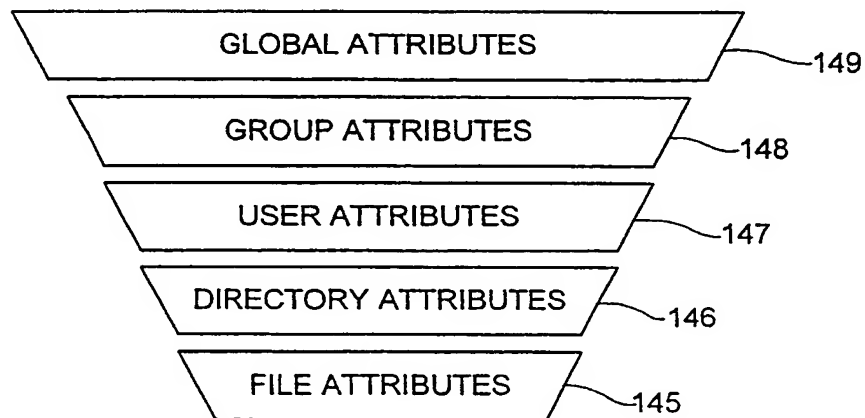 GLOBAL ATTRIBUTES
149
GROUP ATTRIBUTES
148
USER ATTRIBUTES
147
DIRECTORY ATTRIBUTES
146
FILE ATTRIBUTES
145